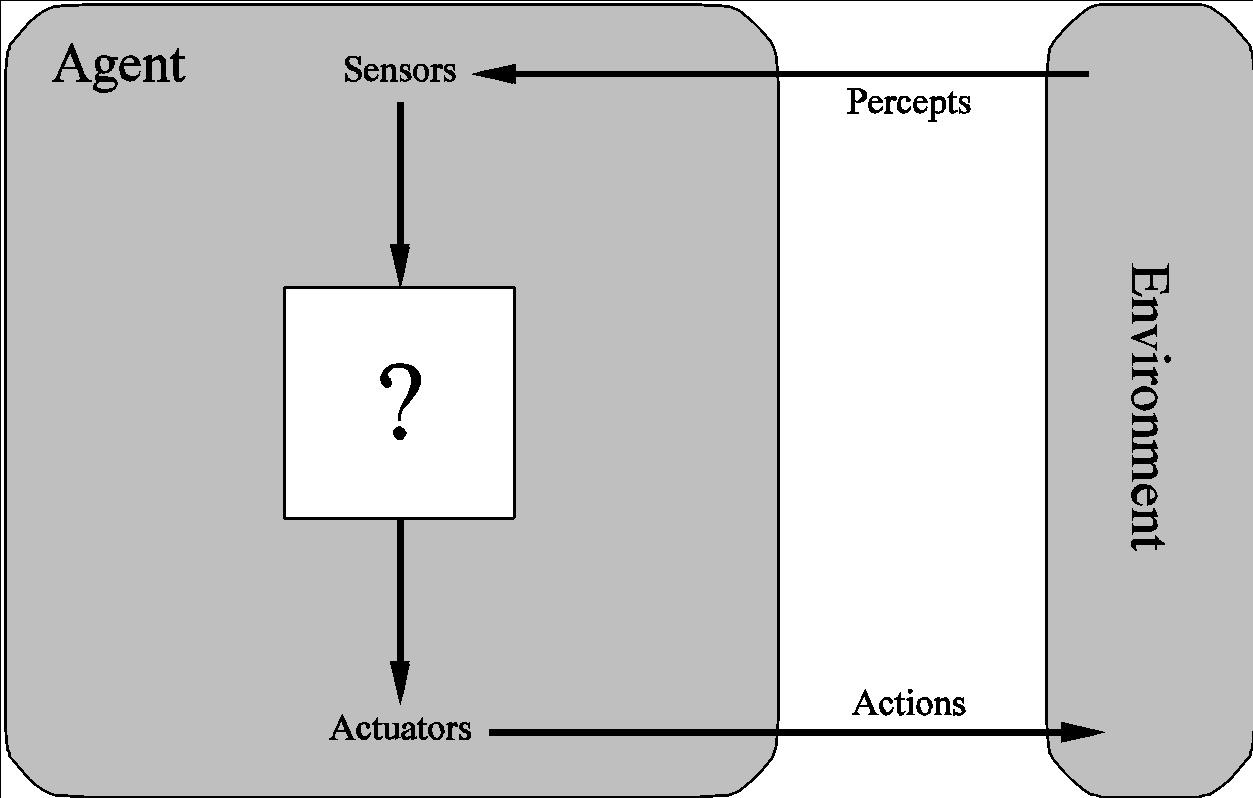 Agent
Sensors
Percepts
?
Environment
Actions
Actuators